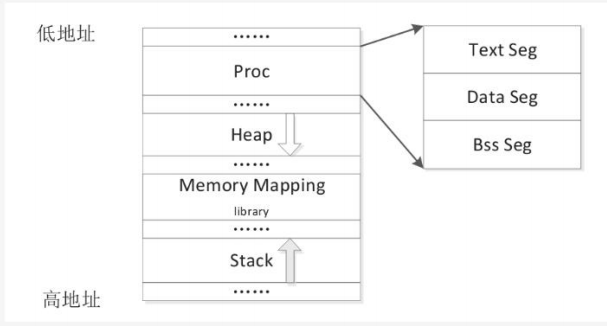 低地址
……
Proc
……
Heap
……
Memory Mapping
library
……
Stack
……
高地址
Text Seg
Data Seg
Bss Seg